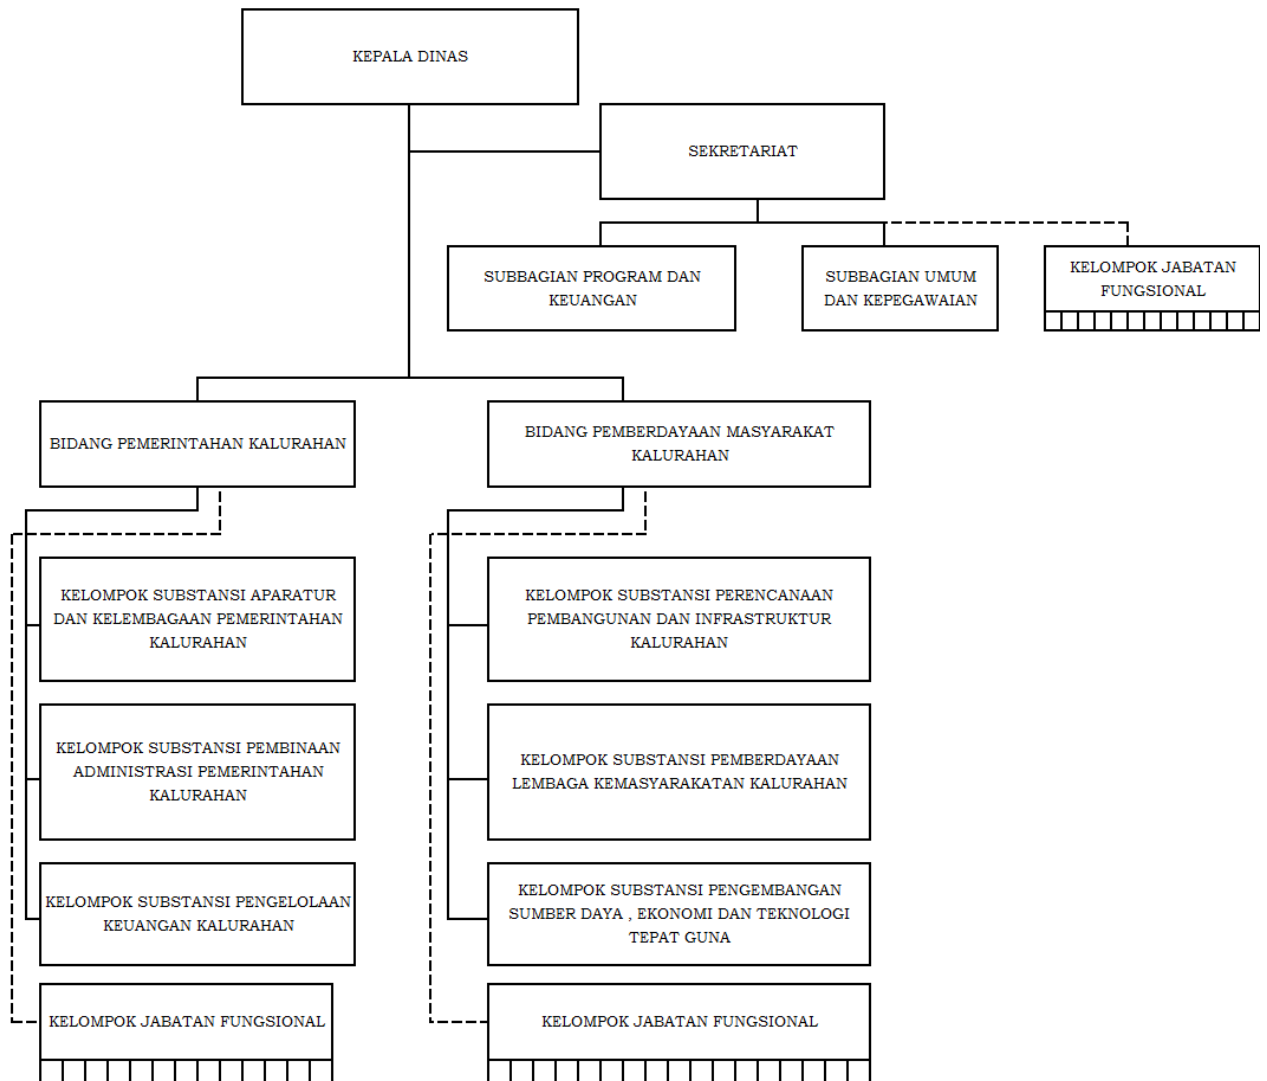 KEPALA DINAS
SEKRETARIAT
SUBBAGIAN PROGRAM DAN
KEUANGAN
SUBBAGIAN UMUM
DAN KEPEGAWAIAN
KELOMPOK JABATAN
FUNGSIONAL
BIDANG PEMERINTAHAN KALURAHAN
BIDANG PEMBERDAYAAN MASYARAKAT
KALURAHAN
KELOMPOK SUBSTANSI APARATUR
DAN KELEMBAGAAN PEMERINTAHAN
KALURAHAN
KELOMPOK SUBSTANSI PERENCANAAN
PEMBANGUNAN DAN INFRASTRUKTUR
KALURAHAN
KELOMPOK SUBSTANSI PEMBINAAN
ADMINISTRASI PEMERINTAHAN
KALURAHAN
KELOMPOK SUBSTANSI PEMBERDAYAAN
LEMBAGA KEMASYARAKATAN KALURAHAN
KELOMPOK SUBSTANSI PENGELOLAAN
KEUANGAN KALURAHAN
KELOMPOK SUBSTANSI PENGEMBANGAN
SUMBER DAYA , EKONOMI DAN TEKNOLOGI
TEPAT GUNA
KELOMPOK JABATAN FUNGSIONAL
KELOMPOK JABATAN FUNGSIONAL